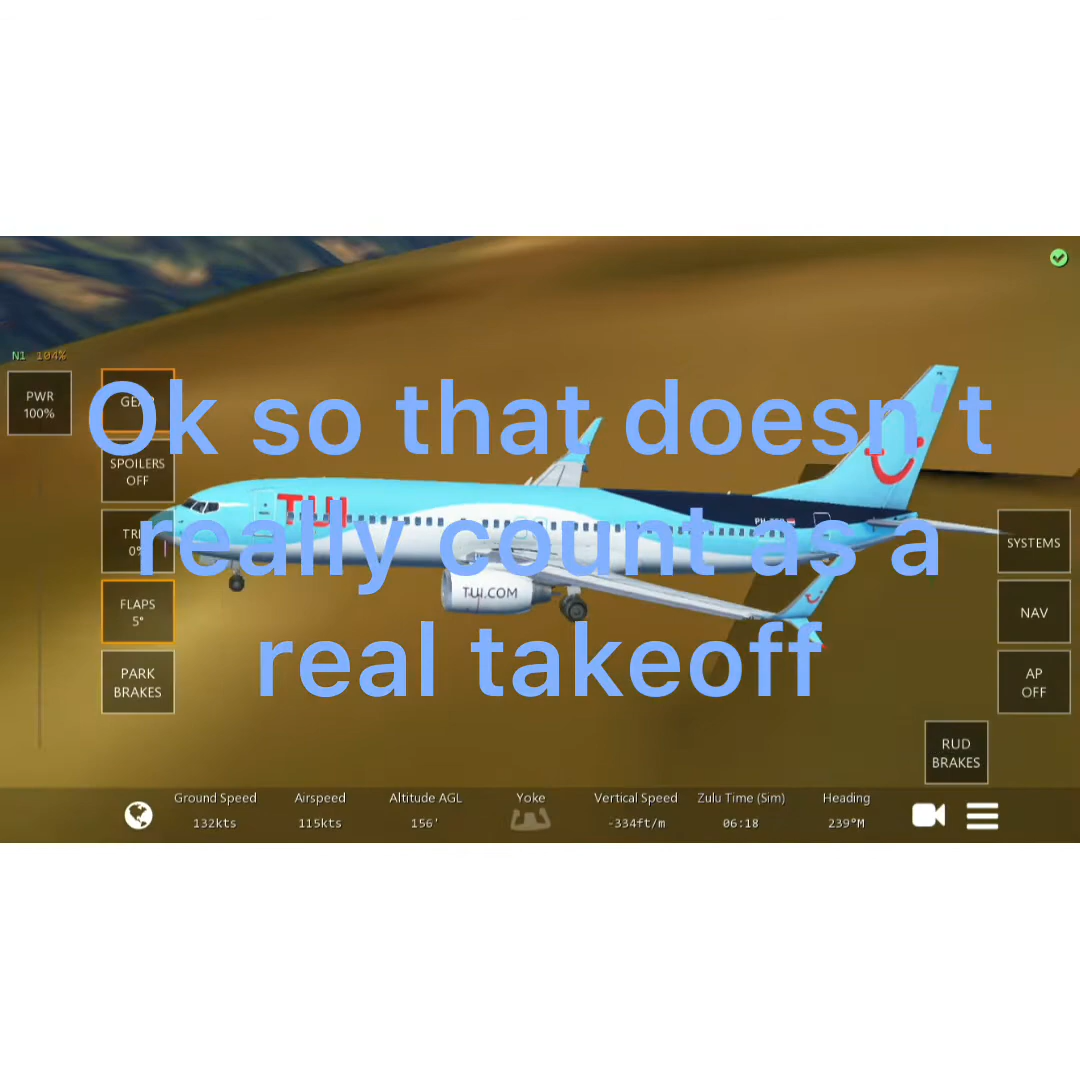 Ok so that doesn't
really count as a
real takeoff
N1 104%
PWR
100%
SPOILERS
OFF
FLAPS
5°
PARK
BRAKES
TUI
TUI.COM
SYSTEMS
NAV
AP
OFF
RUD
BRAKES
Ground Speed
132kts
Airspeed
115kts
Altitude AGL
156'
Yoke
Vertical Speed
-334ft/m
Zulu Time (Sim)
06:18
Heading
239°M